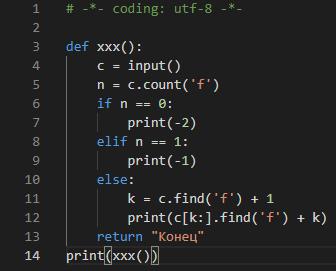 1 # -*- coding: utf-8 -*-
2
3 def xxx():
4     c = input()
5     n = c.count('f')
6     if n == 0:
7         print(-2)
8     elif n == 1:
9         print(-1)
10     else:
11         k = c.find('f') + 1
12         print(c[k:].find('f') + k)
13     return "Конец"
14 print(xxx())